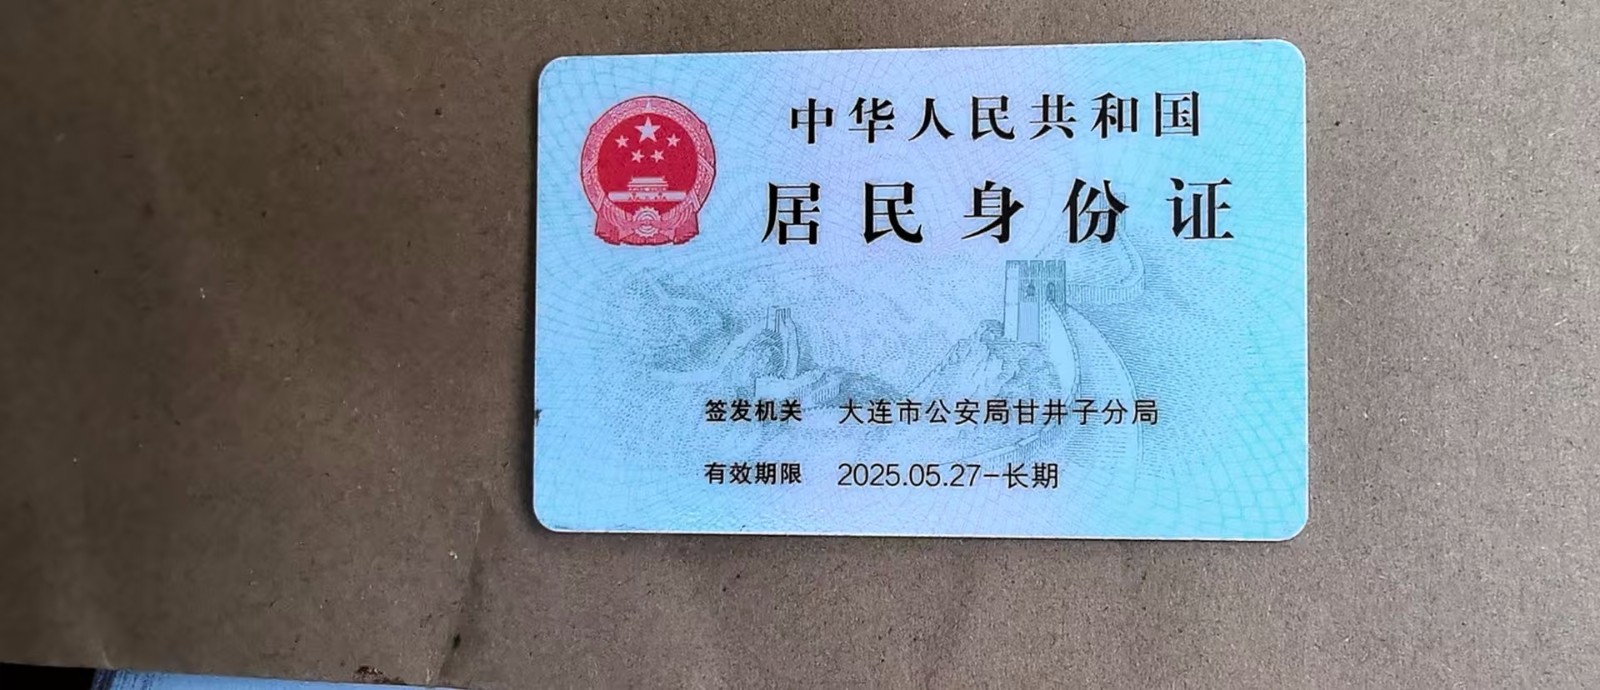 中华人民共和国
居民身份证
签发机关 大连市公安局甘井子分局
有效期限 2025.05.27-长期